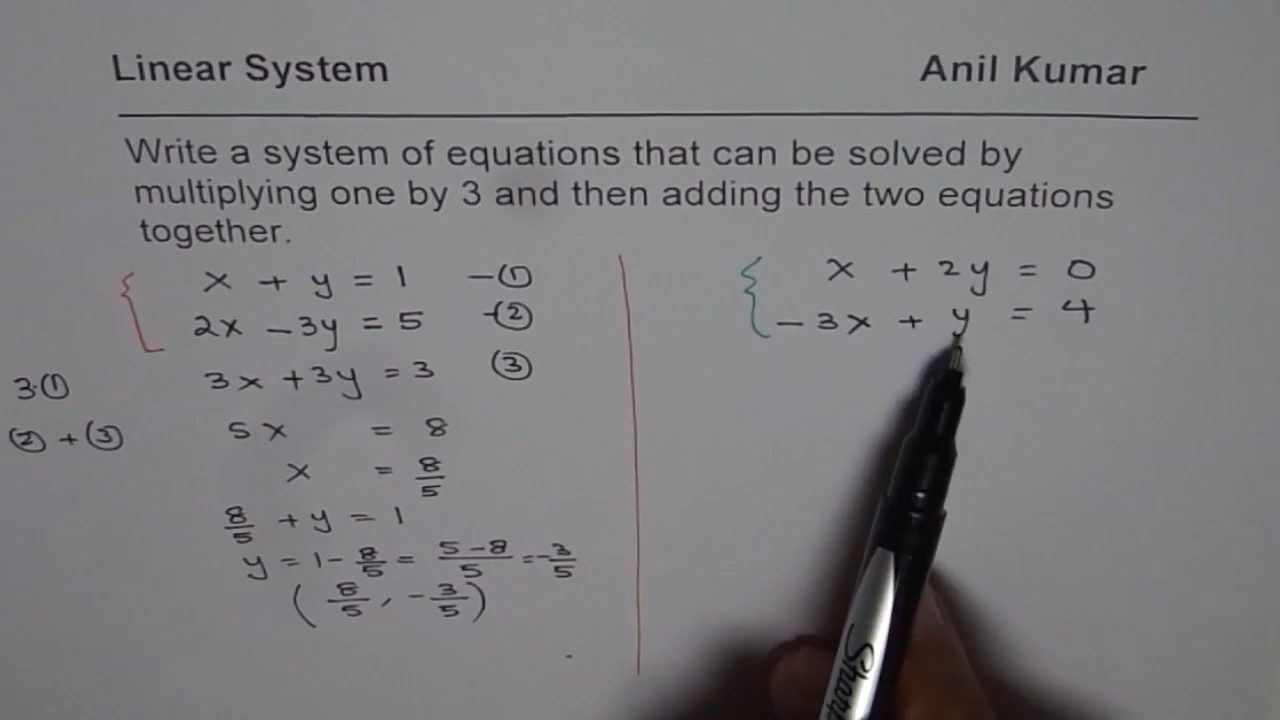 Linear System
Anil Kumar
Write a system of equations that can be solved by
multiplying one by 3 and then adding the two equations
together.
x + y = 1 -①
2x - 3y = 5 -②
3·① 3x + 3y = 3 ③
② + ③ 5x = 8
x = 8/5
8/5 + y = 1
y = 1 - 8/5 = (5-8)/5 = -3/5
(8/5, -3/5)
x + 2y = 0
-3x + y = 4